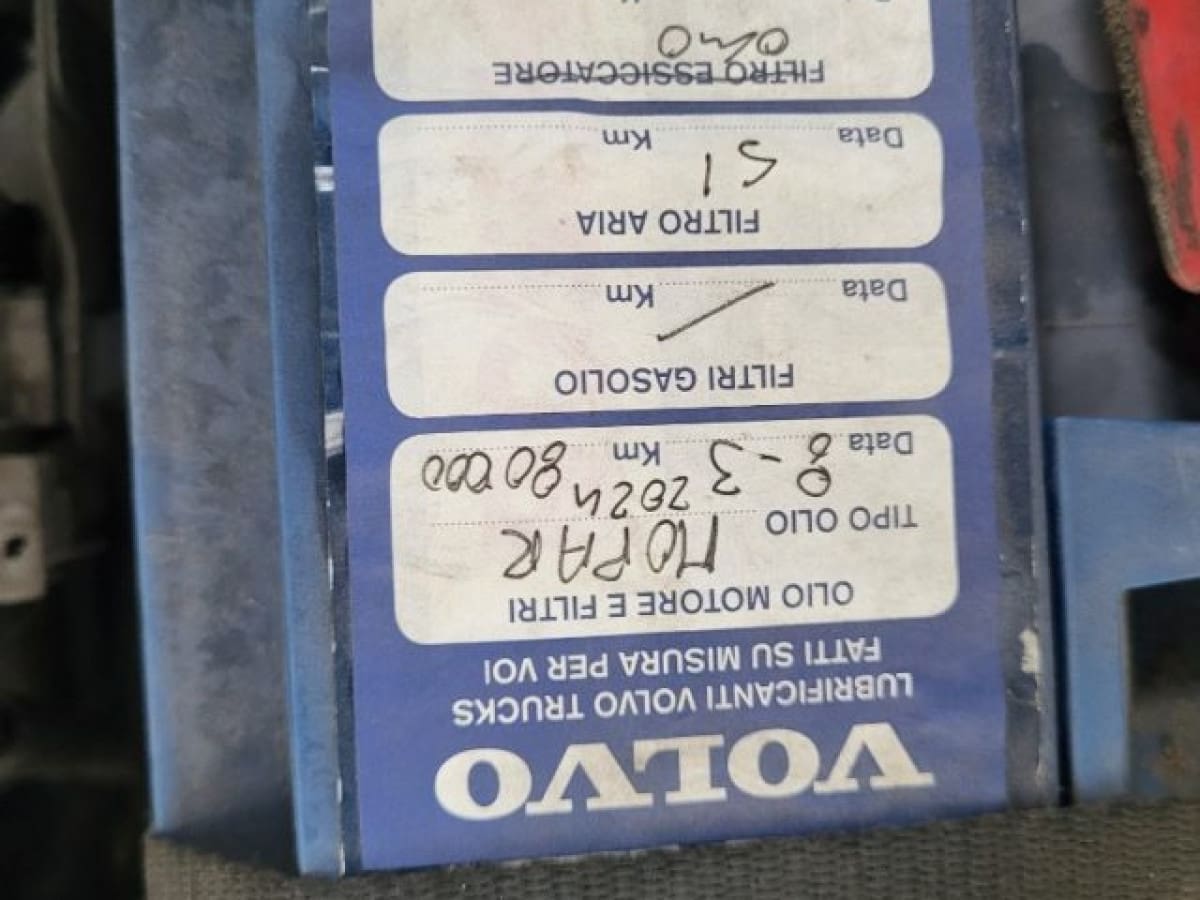 VOLVO
LUBRIFICANTI VOLVO TRUCKS
FATTI SU MISURA PER VOI
OLIO MOTORE E FILTRI
TIPO OLIO MOPAR
Data 8-3 2024 Km 80000
FILTRI GASOLIO
Data Km
FILTRO ARIA
SI
Data Km
FILTRO ESSICCATORE